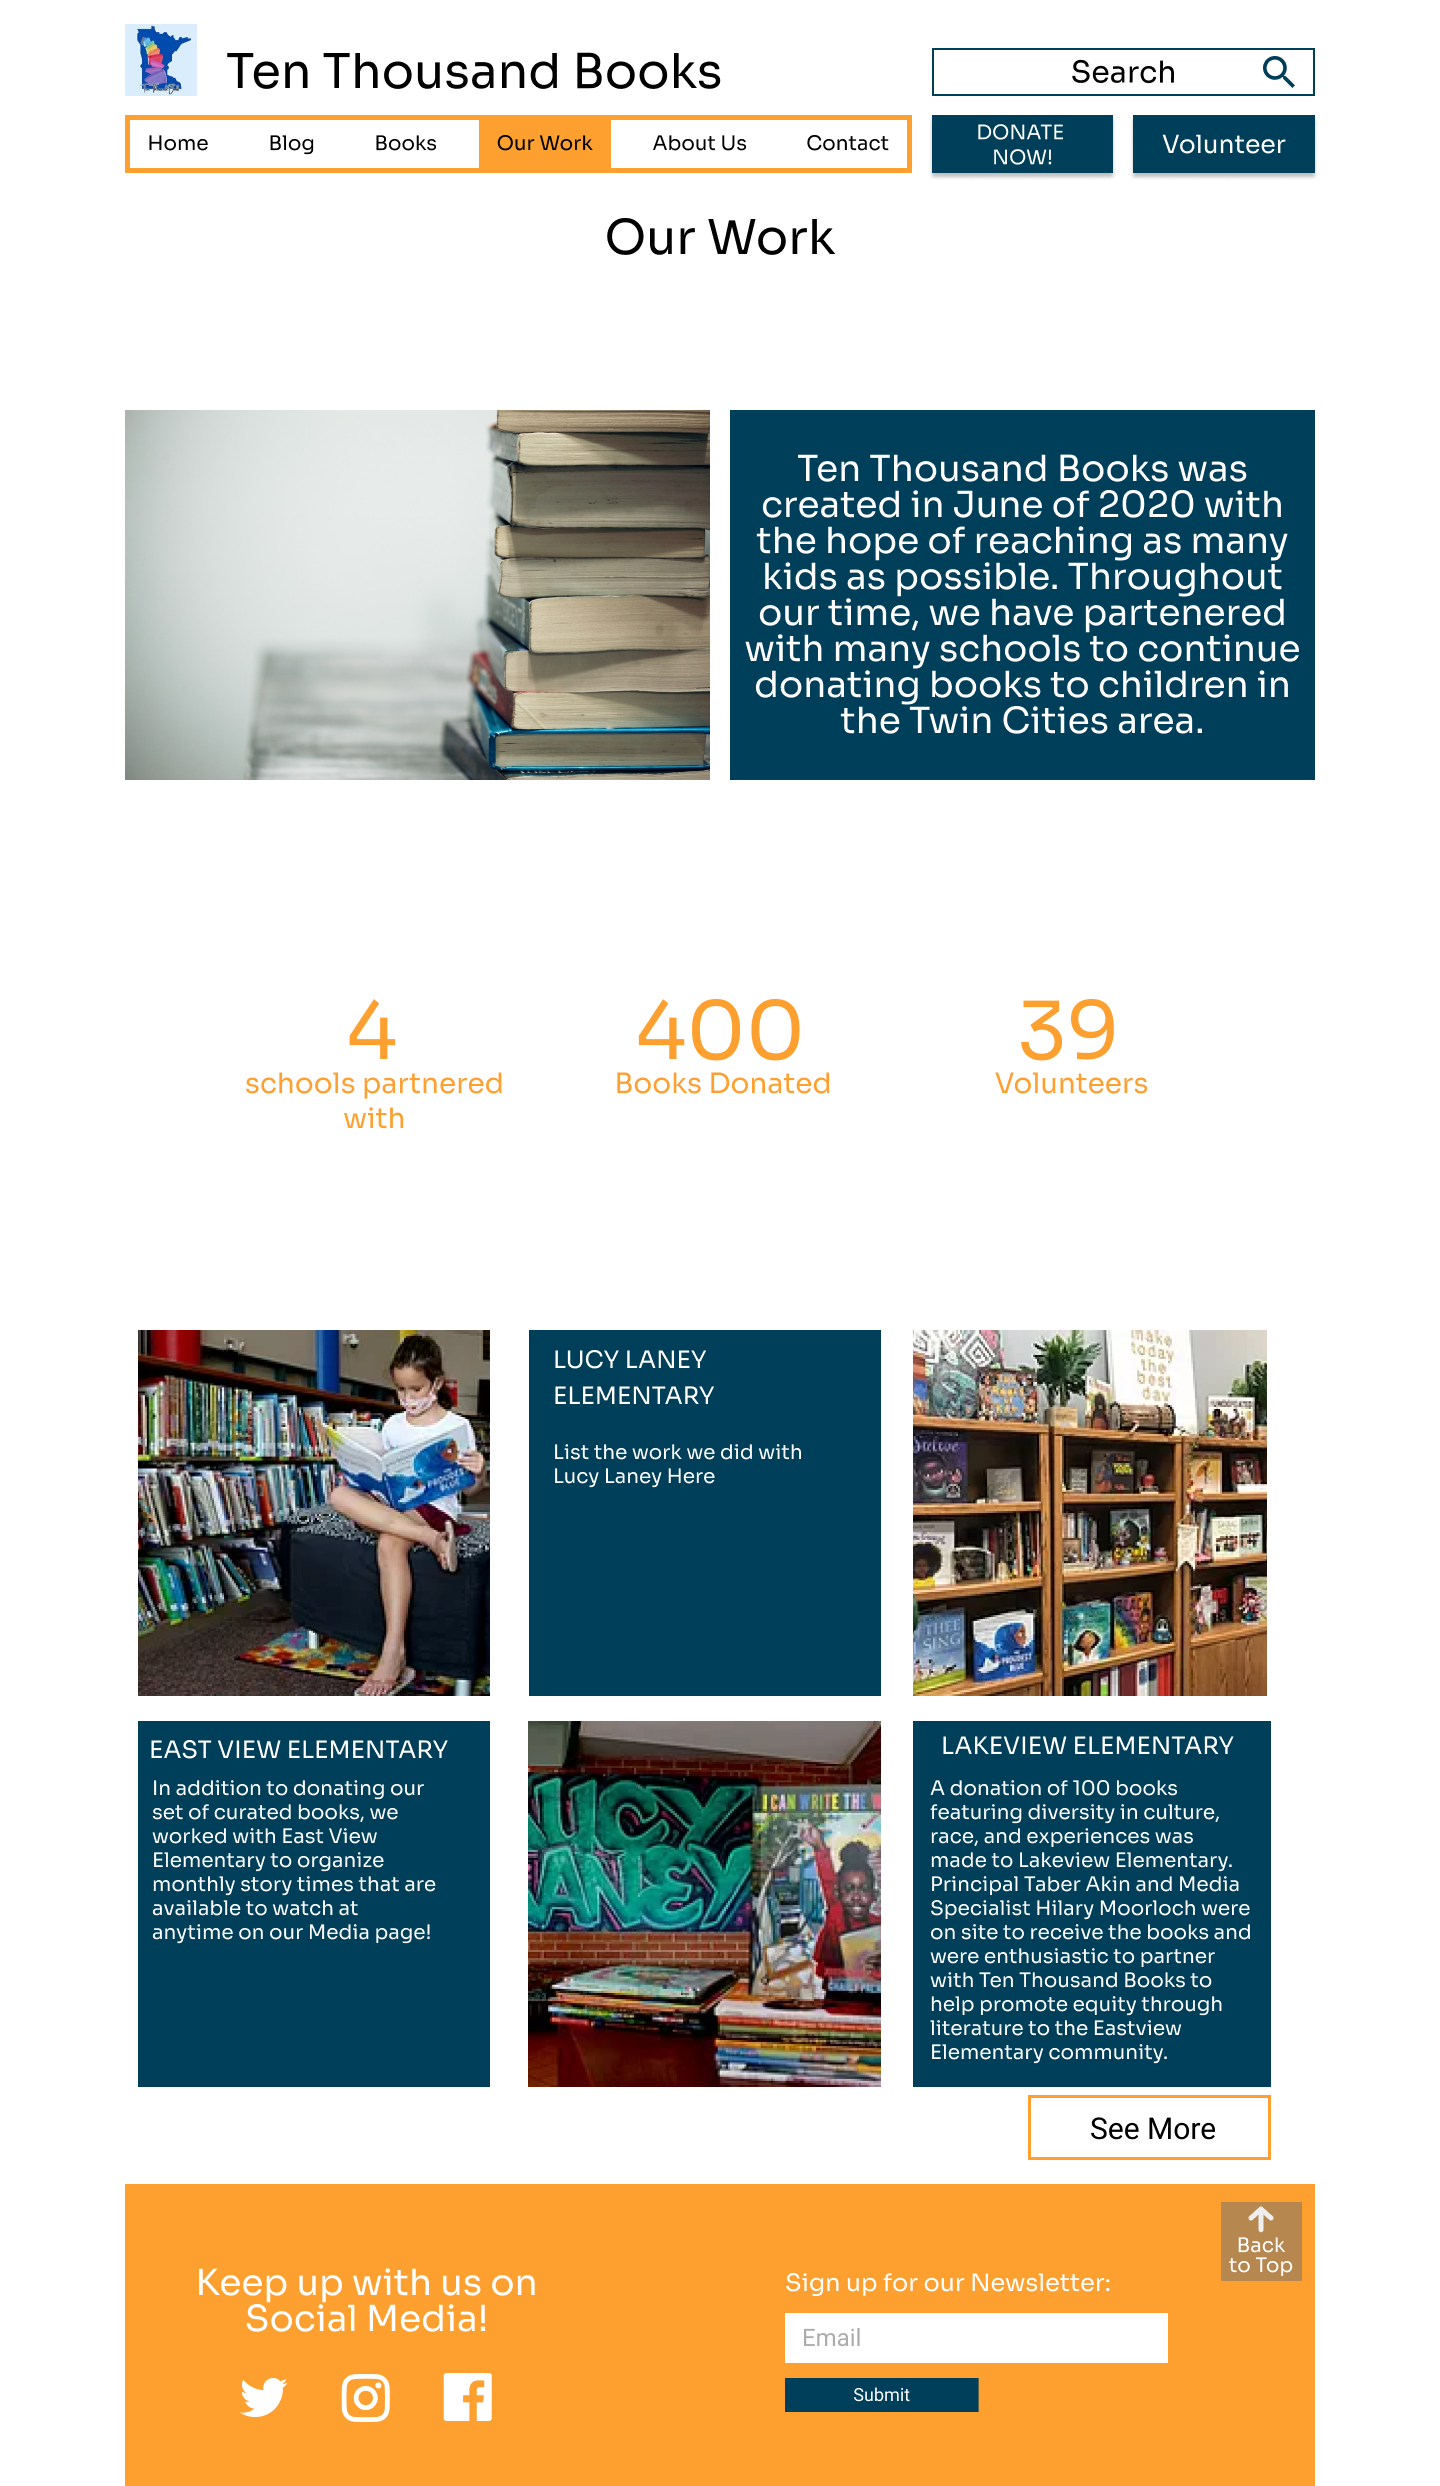 Ten Thousand Books
Search
Home
Blog
Books
Our Work
About Us
Contact
DONATE
NOW!
Volunteer
Our Work
Ten Thousand Books was
created in June of 2020 with
the hope of reaching as many
kids as possible. Throughout
our time, we have partenered
with many schools to continue
donating books to children in
the Twin Cities area.
4
schools partnered
with
400
Books Donated
39
Volunteers
LUCY LANEY
ELEMENTARY
List the work we did with
Lucy Laney Here
make
today
the
best
day
THEE
SING
PROUDEST
BLUE
EAST VIEW ELEMENTARY
In addition to donating our
set of curated books, we
worked with East View
Elementary to organize
monthly story times that are
available to watch at
anytime on our Media page!
UCY
ANEY
I CAN WRITE THE W
LAKEVIEW ELEMENTARY
A donation of 100 books
featuring diversity in culture,
race, and experiences was
made to Lakeview Elementary.
Principal Taber Akin and Media
Specialist Hilary Moorloch were
on site to receive the books and
were enthusiastic to partner
with Ten Thousand Books to
help promote equity through
literature to the Eastview
Elementary community.
See More
Back
to Top
Keep up with us on
Social Media!
Sign up for our Newsletter:
Email
Submit